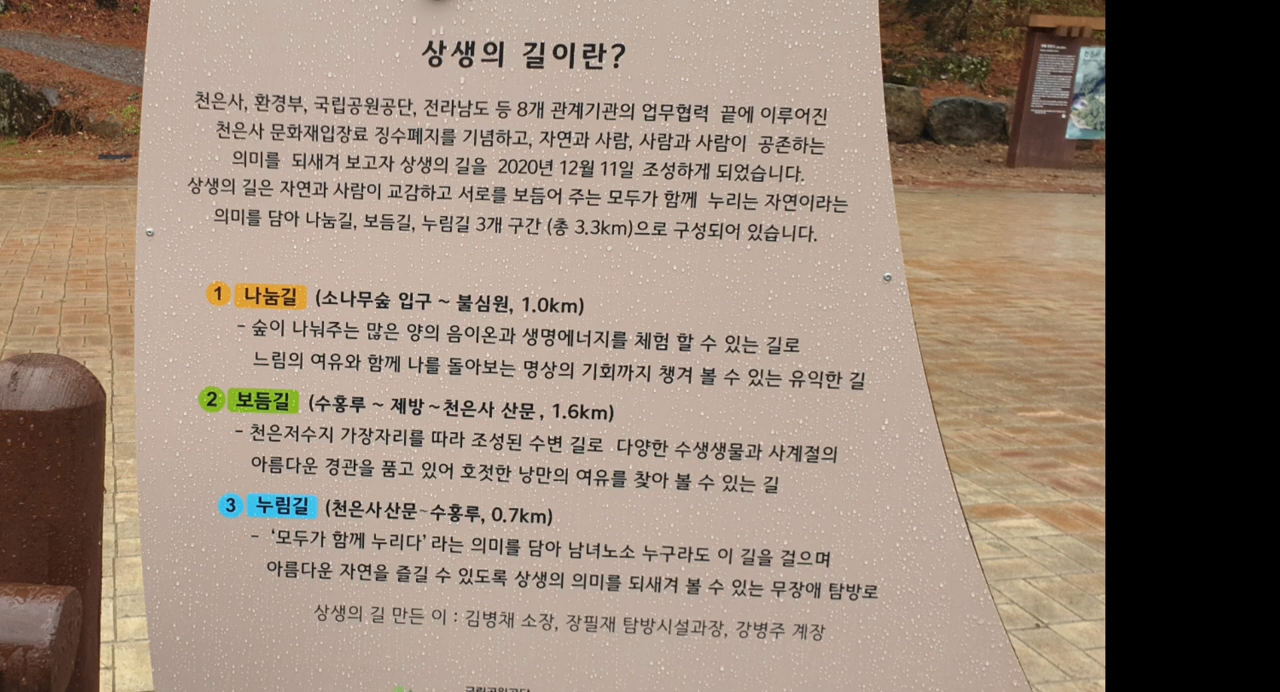 상생의 길이란?
천은사, 환경부, 국립공원공단, 전라남도 등 8개 관계기관의 업무협력 끝에 이루어진
천은사 문화재입장료 징수폐지를 기념하고, 자연과 사람, 사람과 사람이 공존하는
의미를 되새겨 보고자 상생의 길을 2020년 12월 11일 조성하게 되었습니다.
상생의 길은 자연과 사람이 교감하고 서로를 보듬어 주는 모두가 함께 누리는 자연이라는
의미를 담아 나눔길, 보듬길, 누림길 3개 구간 (총 3.3km)으로 구성되어 있습니다.
1 나눔길 (소나무숲 입구 ~ 불심원, 1.0km)
- 숲이 나눠주는 많은 양의 음이온과 생명에너지를 체험 할 수 있는 길로
느림의 여유와 함께 나를 돌아보는 명상의 기회까지 챙겨 볼 수 있는 유익한 길
2 보듬길 (수홍루 ~ 제방 ~ 천은사 산문, 1.6km)
- 천은저수지 가장자리를 따라 조성된 수변 길로 다양한 수생생물과 사계절의
아름다운 경관을 품고 있어 호젓한 낭만의 여유를 찾아 볼 수 있는 길
3 누림길 (천은사산문~수홍루, 0.7km)
- '모두가 함께 누리다' 라는 의미를 담아 남녀노소 누구라도 이 길을 걸으며
아름다운 자연을 즐길 수 있도록 상생의 의미를 되새겨 볼 수 있는 무장애 탐방로
상생의 길 만든 이 : 김병채 소장, 장필재 탐방시설과장, 강병주 계장